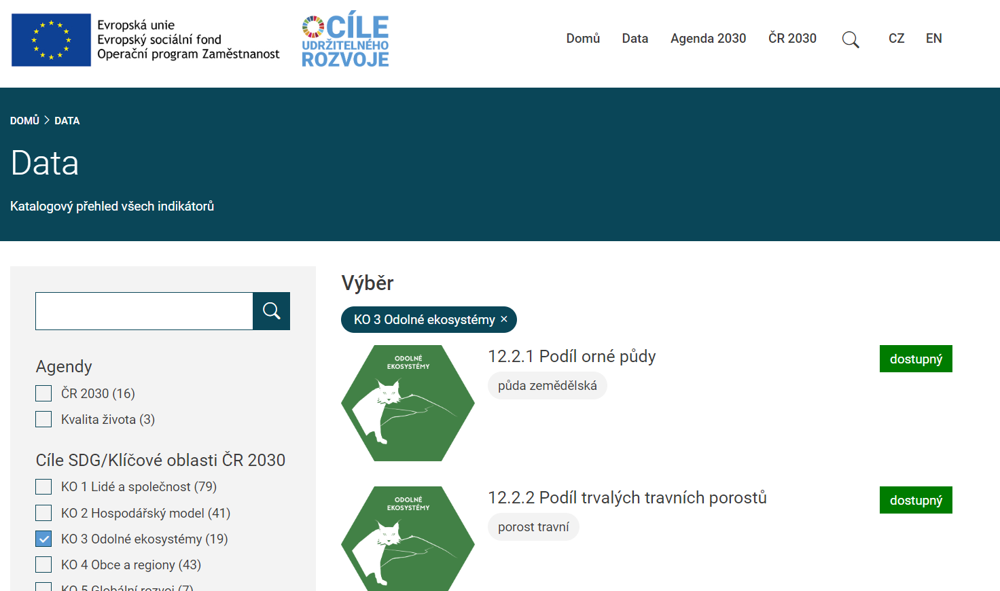 Evropská unie
Evropský sociální fond
Operační program Zaměstnanost
CÍLE
UDRŽITELNÉHO
ROZVOJE
Domů
Data
Agenda 2030
ČR 2030
CZ
EN
DOMŮ > DATA
Data
Katalogový přehled všech indikátorů
Agendy
ČR 2030 (16)
Kvalita života (3)
Cíle SDG/Klíčové oblasti ČR 2030
KO 1 Lidé a společnost (79)
KO 2 Hospodářský model (41)
KO 3 Odolné ekosystémy (19)
KO 4 Obce a regiony (43)
KO 5 Globální rozvoj (7)
Výběr
KO 3 Odolné ekosystémy ×
ODOLNÉ
EKOSYSTÉMY
12.2.1 Podíl orné půdy
půda zemědělská
dostupný
ODOLNÉ
EKOSYSTÉMY
12.2.2 Podíl trvalých travních porostů
porost travní
dostupný